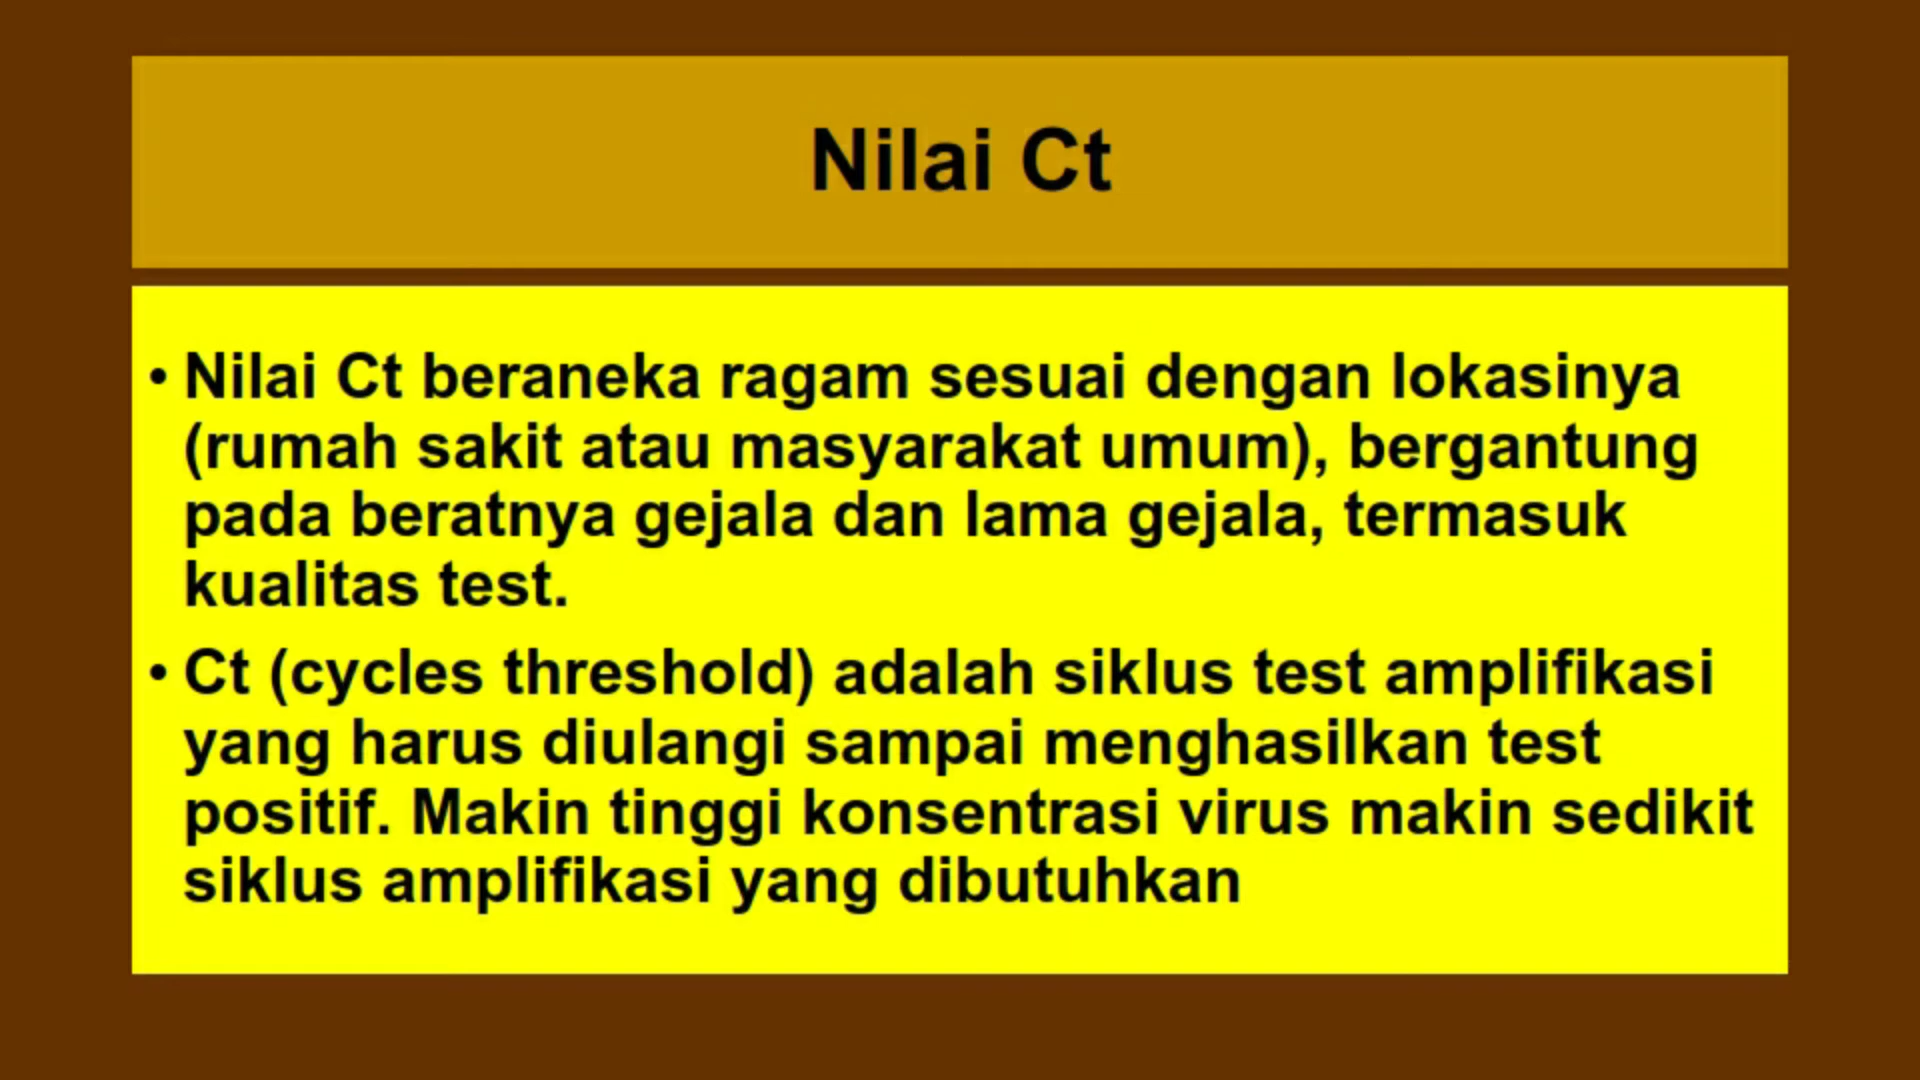 Nilai Ct
• Nilai Ct beraneka ragam sesuai dengan lokasinya
(rumah sakit atau masyarakat umum), bergantung
pada beratnya gejala dan lama gejala, termasuk
kualitas test.
• Ct (cycles threshold) adalah siklus test amplifikasi
yang harus diulangi sampai menghasilkan test
positif. Makin tinggi konsentrasi virus makin sedikit
siklus amplifikasi yang dibutuhkan